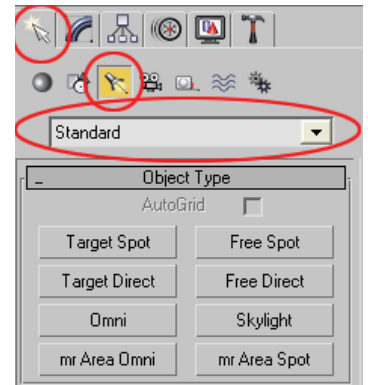 Standard
- Object Type
AutoGrid
Target Spot Free Spot
Target Direct Free Direct
Omni Skylight
mr Area Omni mr Area Spot